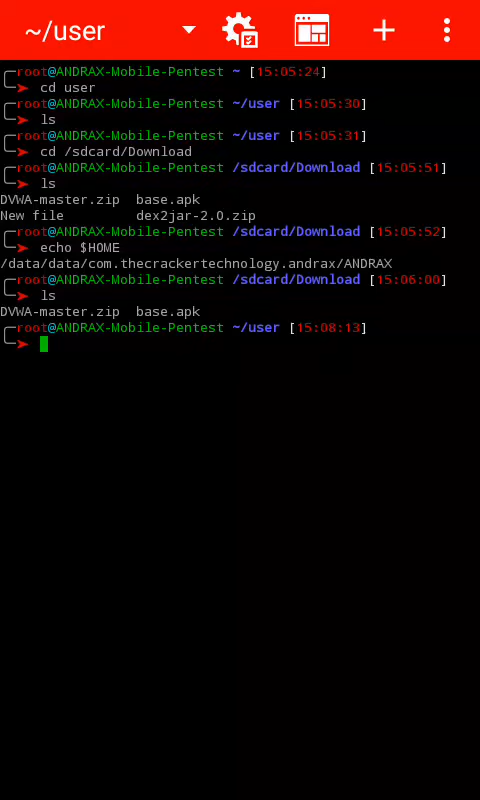 ~/user
root@ANDRAX-Mobile-Pentest ~ [15:05:24]
cd user
root@ANDRAX-Mobile-Pentest ~/user [15:05:30]
ls
root@ANDRAX-Mobile-Pentest ~/user [15:05:31]
cd /sdcard/Download
root@ANDRAX-Mobile-Pentest /sdcard/Download [15:05:51]
ls
DVWA-master.zip  base.apk
New file         dex2jar-2.0.zip
root@ANDRAX-Mobile-Pentest /sdcard/Download [15:05:52]
echo $HOME
/data/data/com.thecrackertechnology.andrax/ANDRAX
root@ANDRAX-Mobile-Pentest /sdcard/Download [15:06:00]
ls
DVWA-master.zip  base.apk
root@ANDRAX-Mobile-Pentest ~/user [15:08:13]